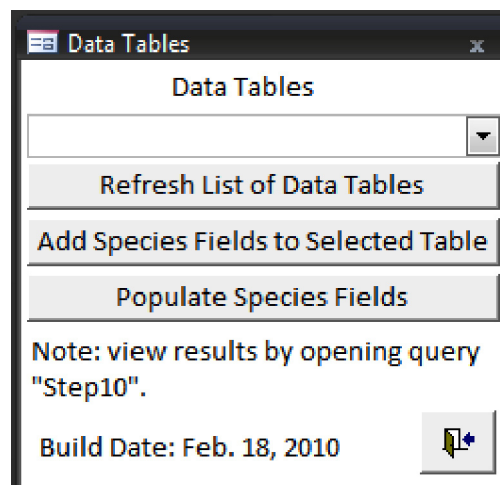 Data Tables
Data Tables
Refresh List of Data Tables
Add Species Fields to Selected Table
Populate Species Fields
Note: view results by opening query
"Step10".
Build Date: Feb. 18, 2010